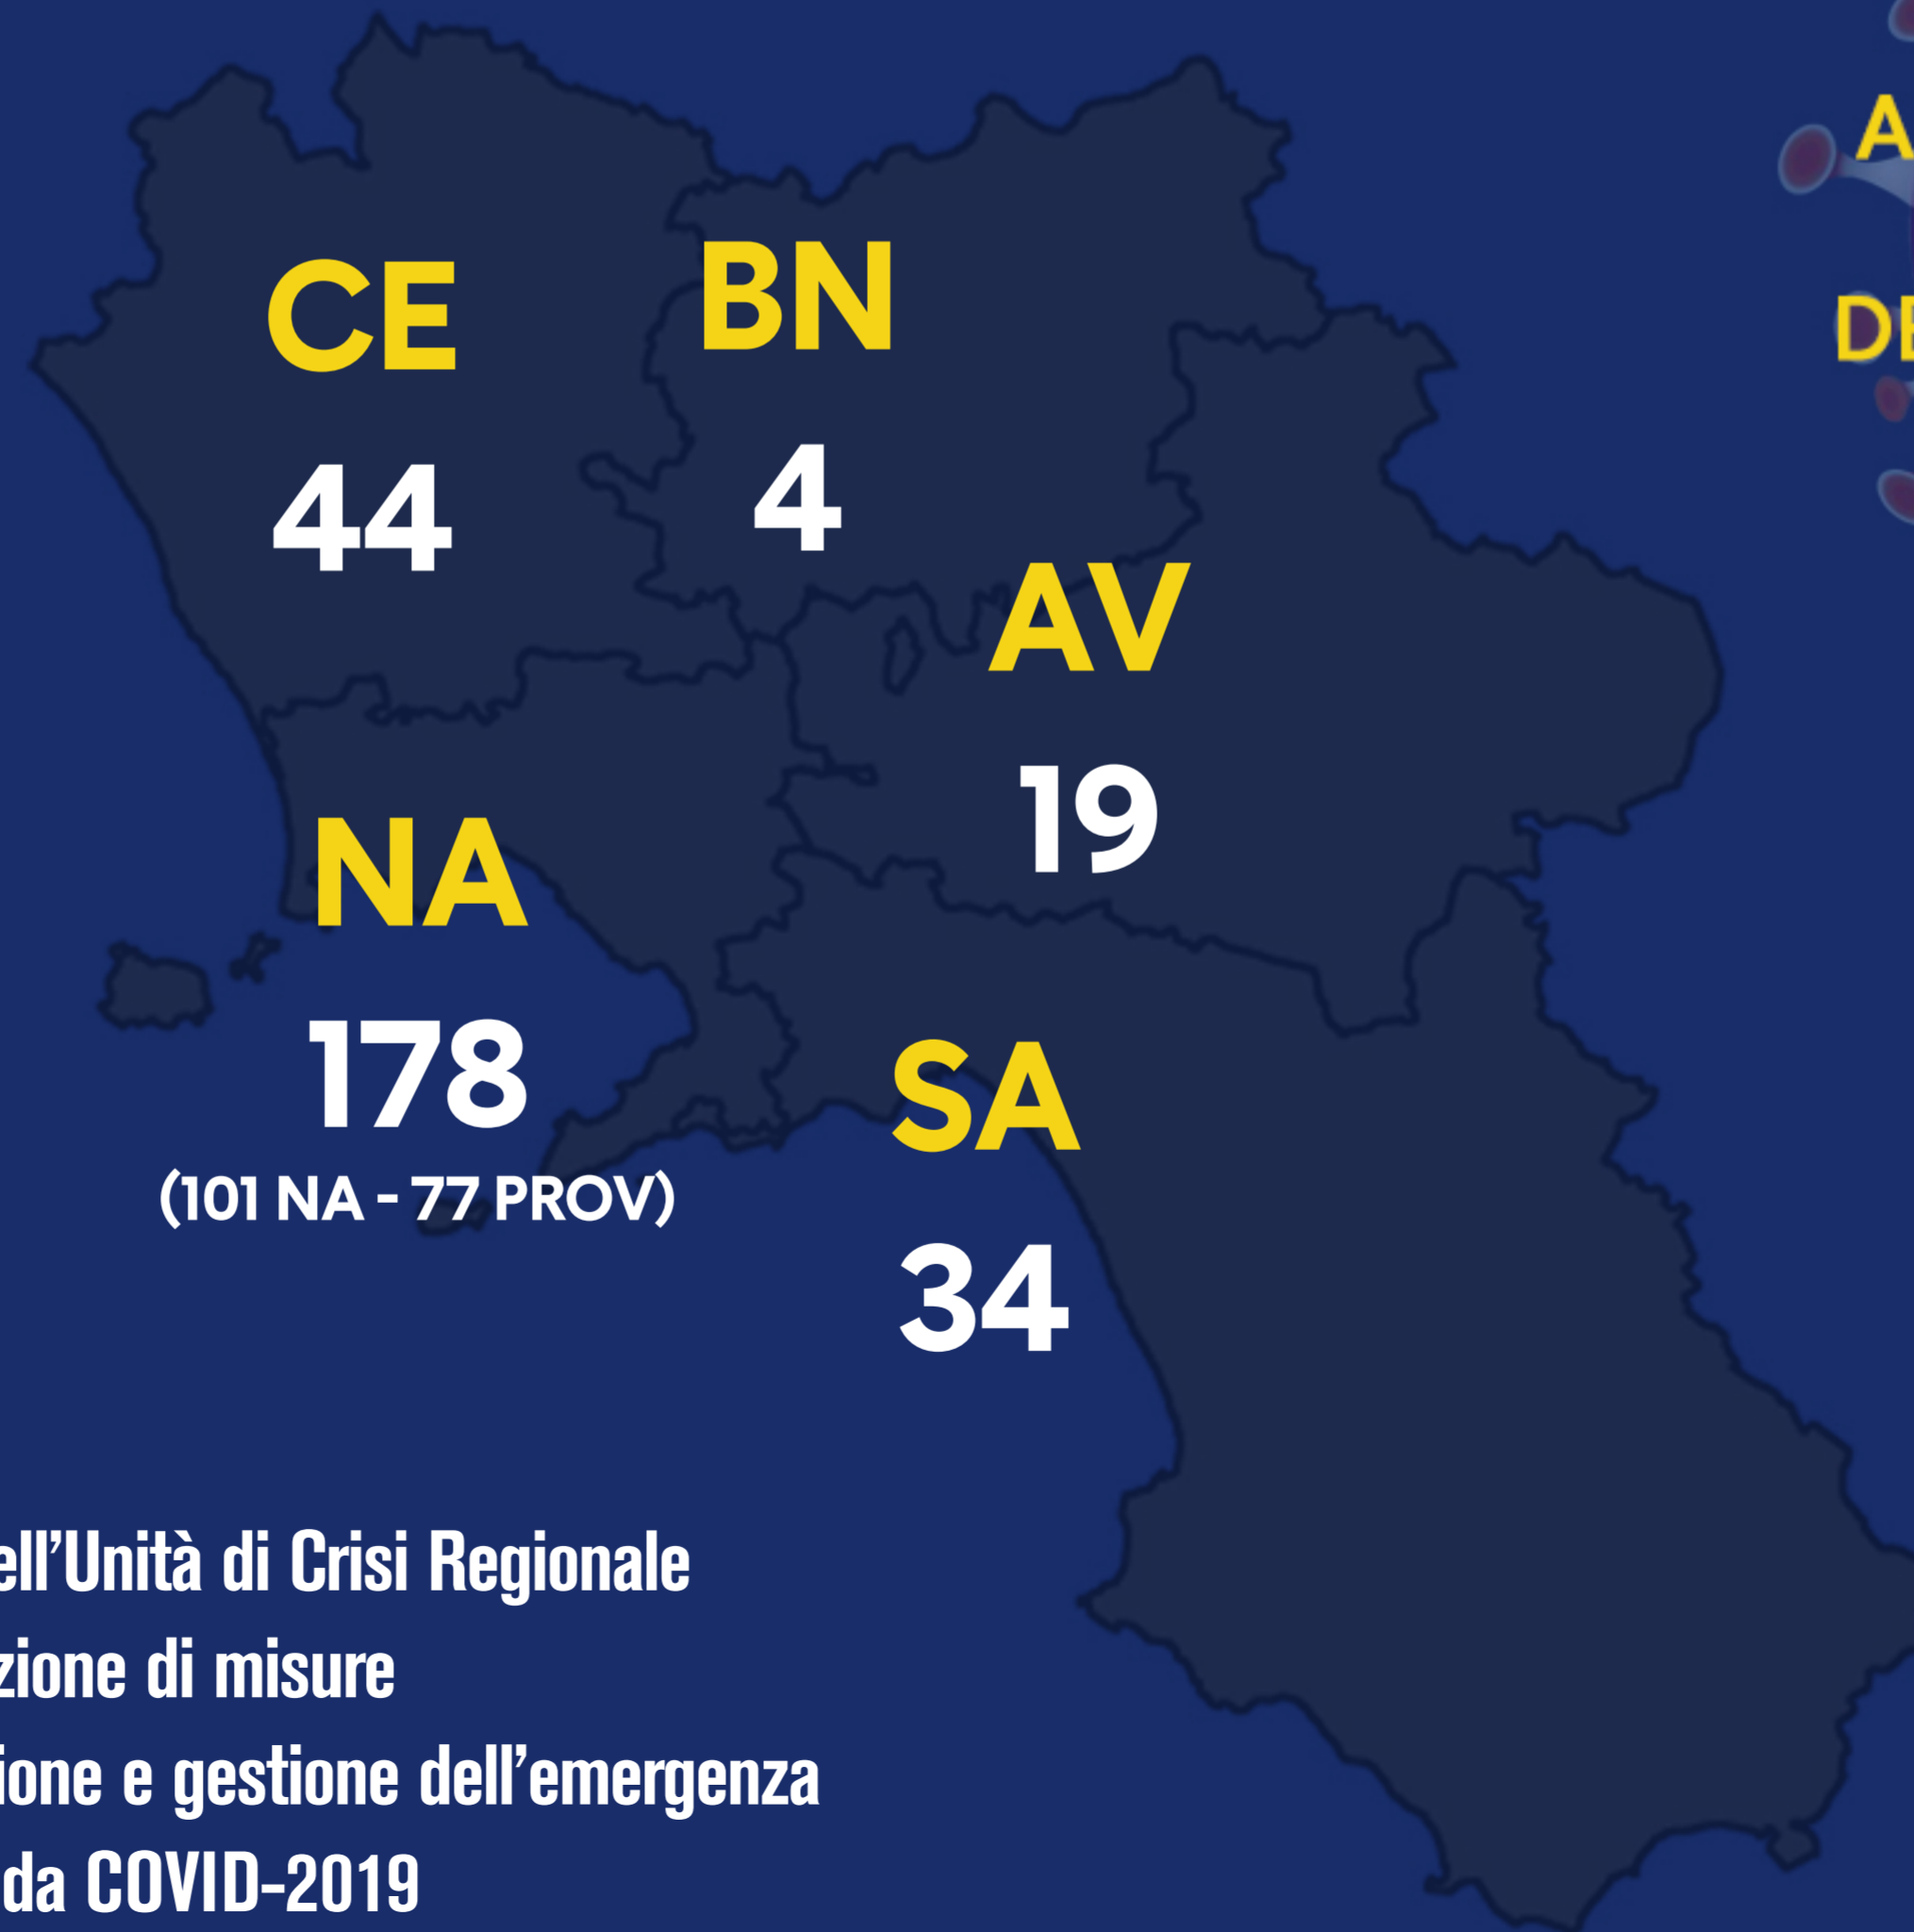 CE
44
BN
4
AV
19
NA
178
(101 NA - 77 PROV)
SA
34
A
DE
ell'Unità di Crisi Regionale
zione di misure
ione e gestione dell'emergenza
da COVID-2019